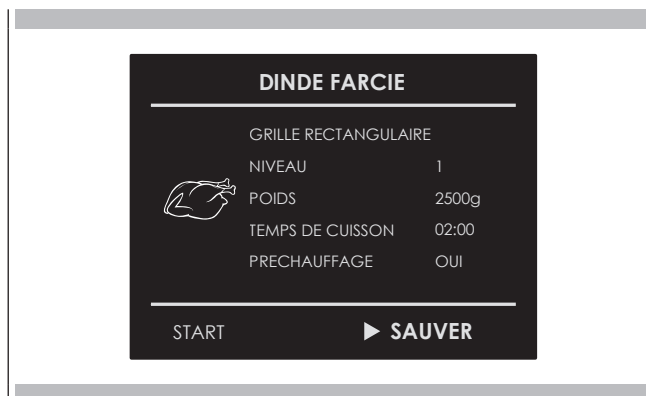 DINDE FARCIE
GRILLE RECTANGULAIRE
NIVEAU 1
POIDS 2500g
TEMPS DE CUISSON 02:00
PRECHAUFFAGE OUI
START ▶ SAUVER